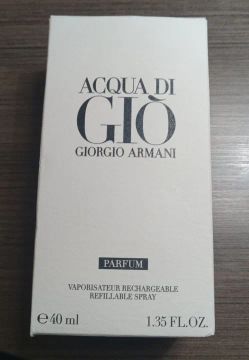 ACQUA DI
GIÒ
GIORGIO ARMANI
PARFUM
VAPORISATEUR RECHARGEABLE
REFILLABLE SPRAY
℮40 ml 1.35 FL.OZ.